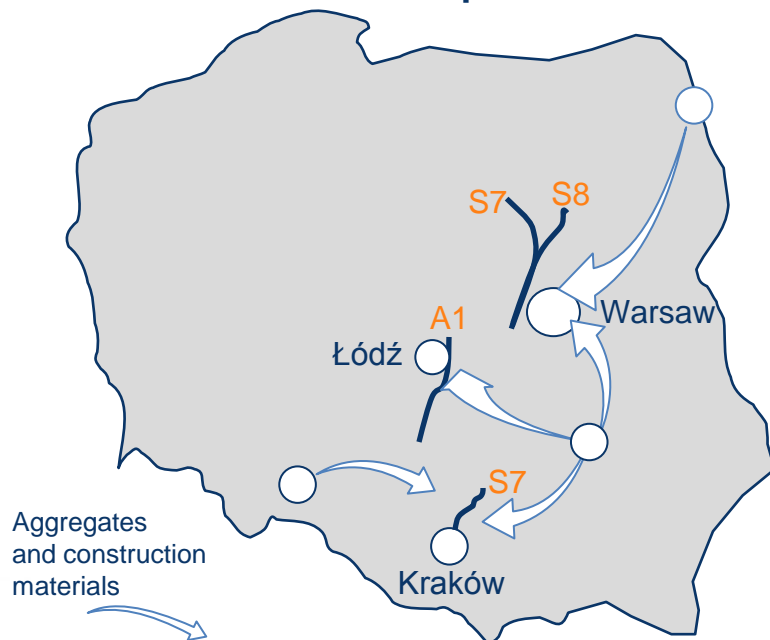 S7
S8
Warsaw
A1
Łódź
S7
Kraków
Aggregates
and construction
materials